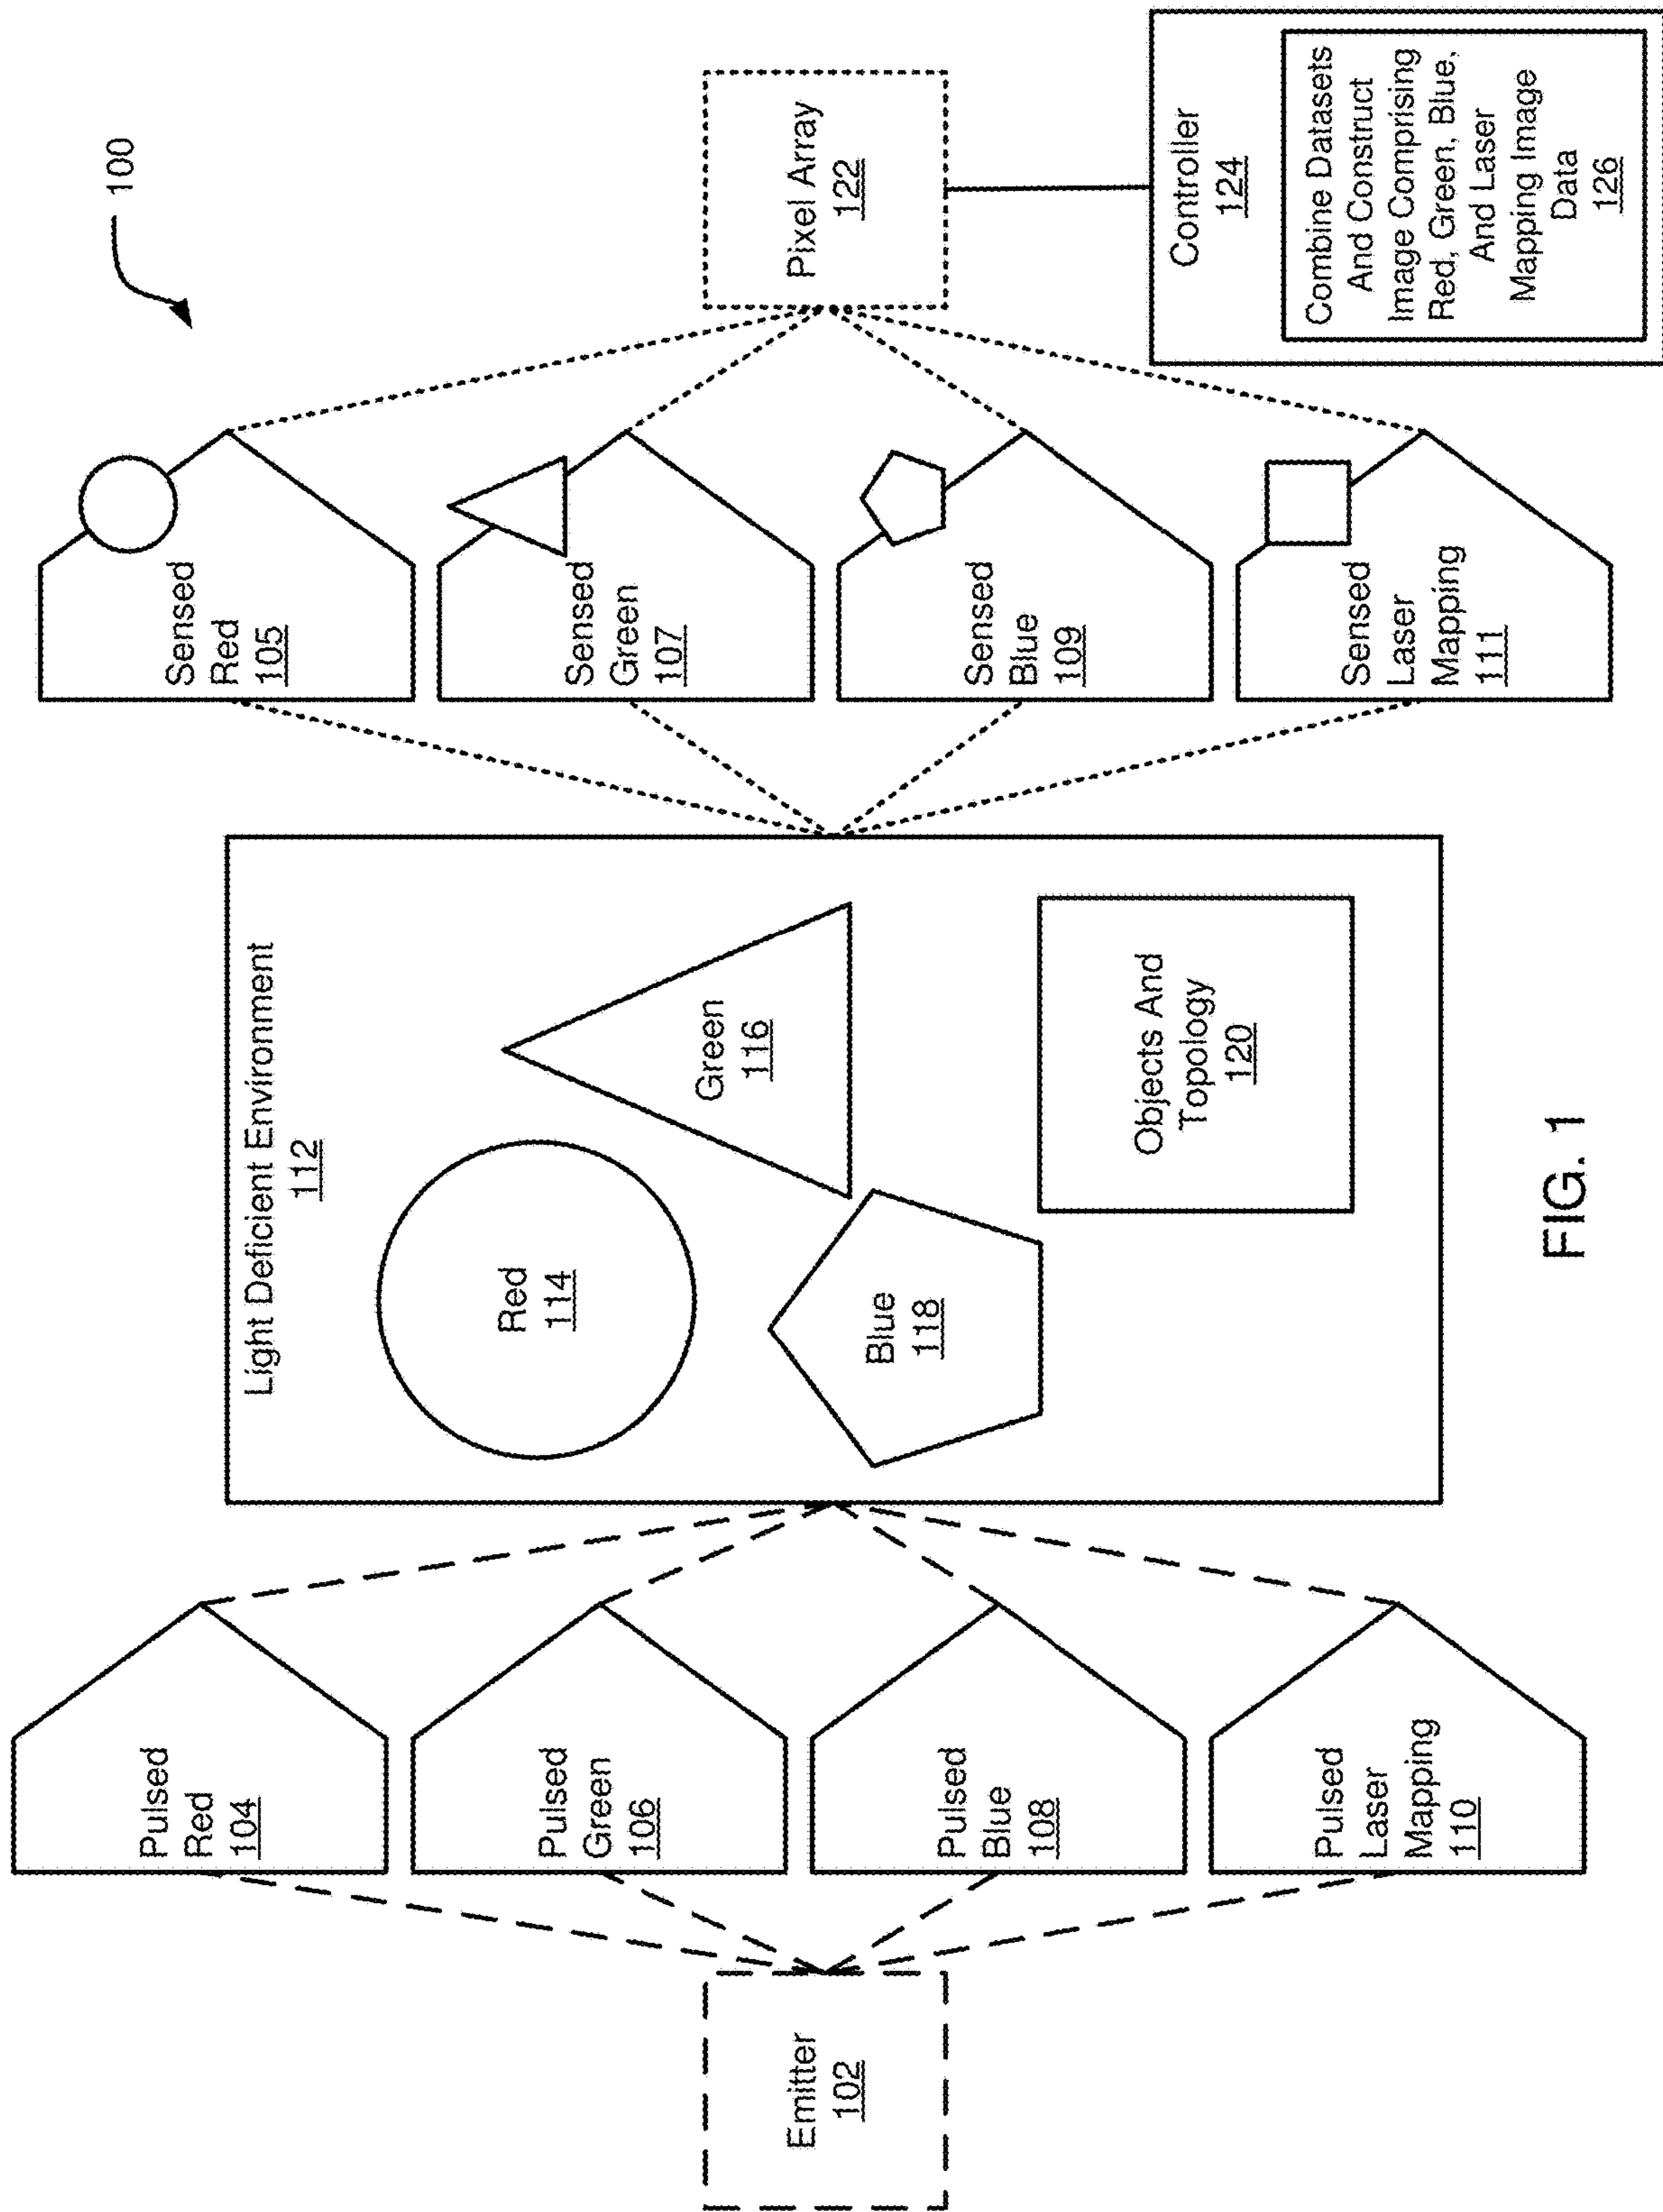 100
Emitter
102
Pulsed
Red
104
Pulsed
Green
106
Pulsed
Blue
108
Pulsed
Laser
Mapping
110
Light Deficient Environment
112
Red
114
Green
116
Blue
118
Objects And
Topology
120
Sensed
Red
105
Sensed
Green
107
Sensed
Blue
109
Sensed
Laser
Mapping
111
Pixel Array
122
Controller
124
Combine Datasets
And Construct
Image Comprising
Red, Green, Blue,
And Laser
Mapping Image
Data
126
FIG. 1